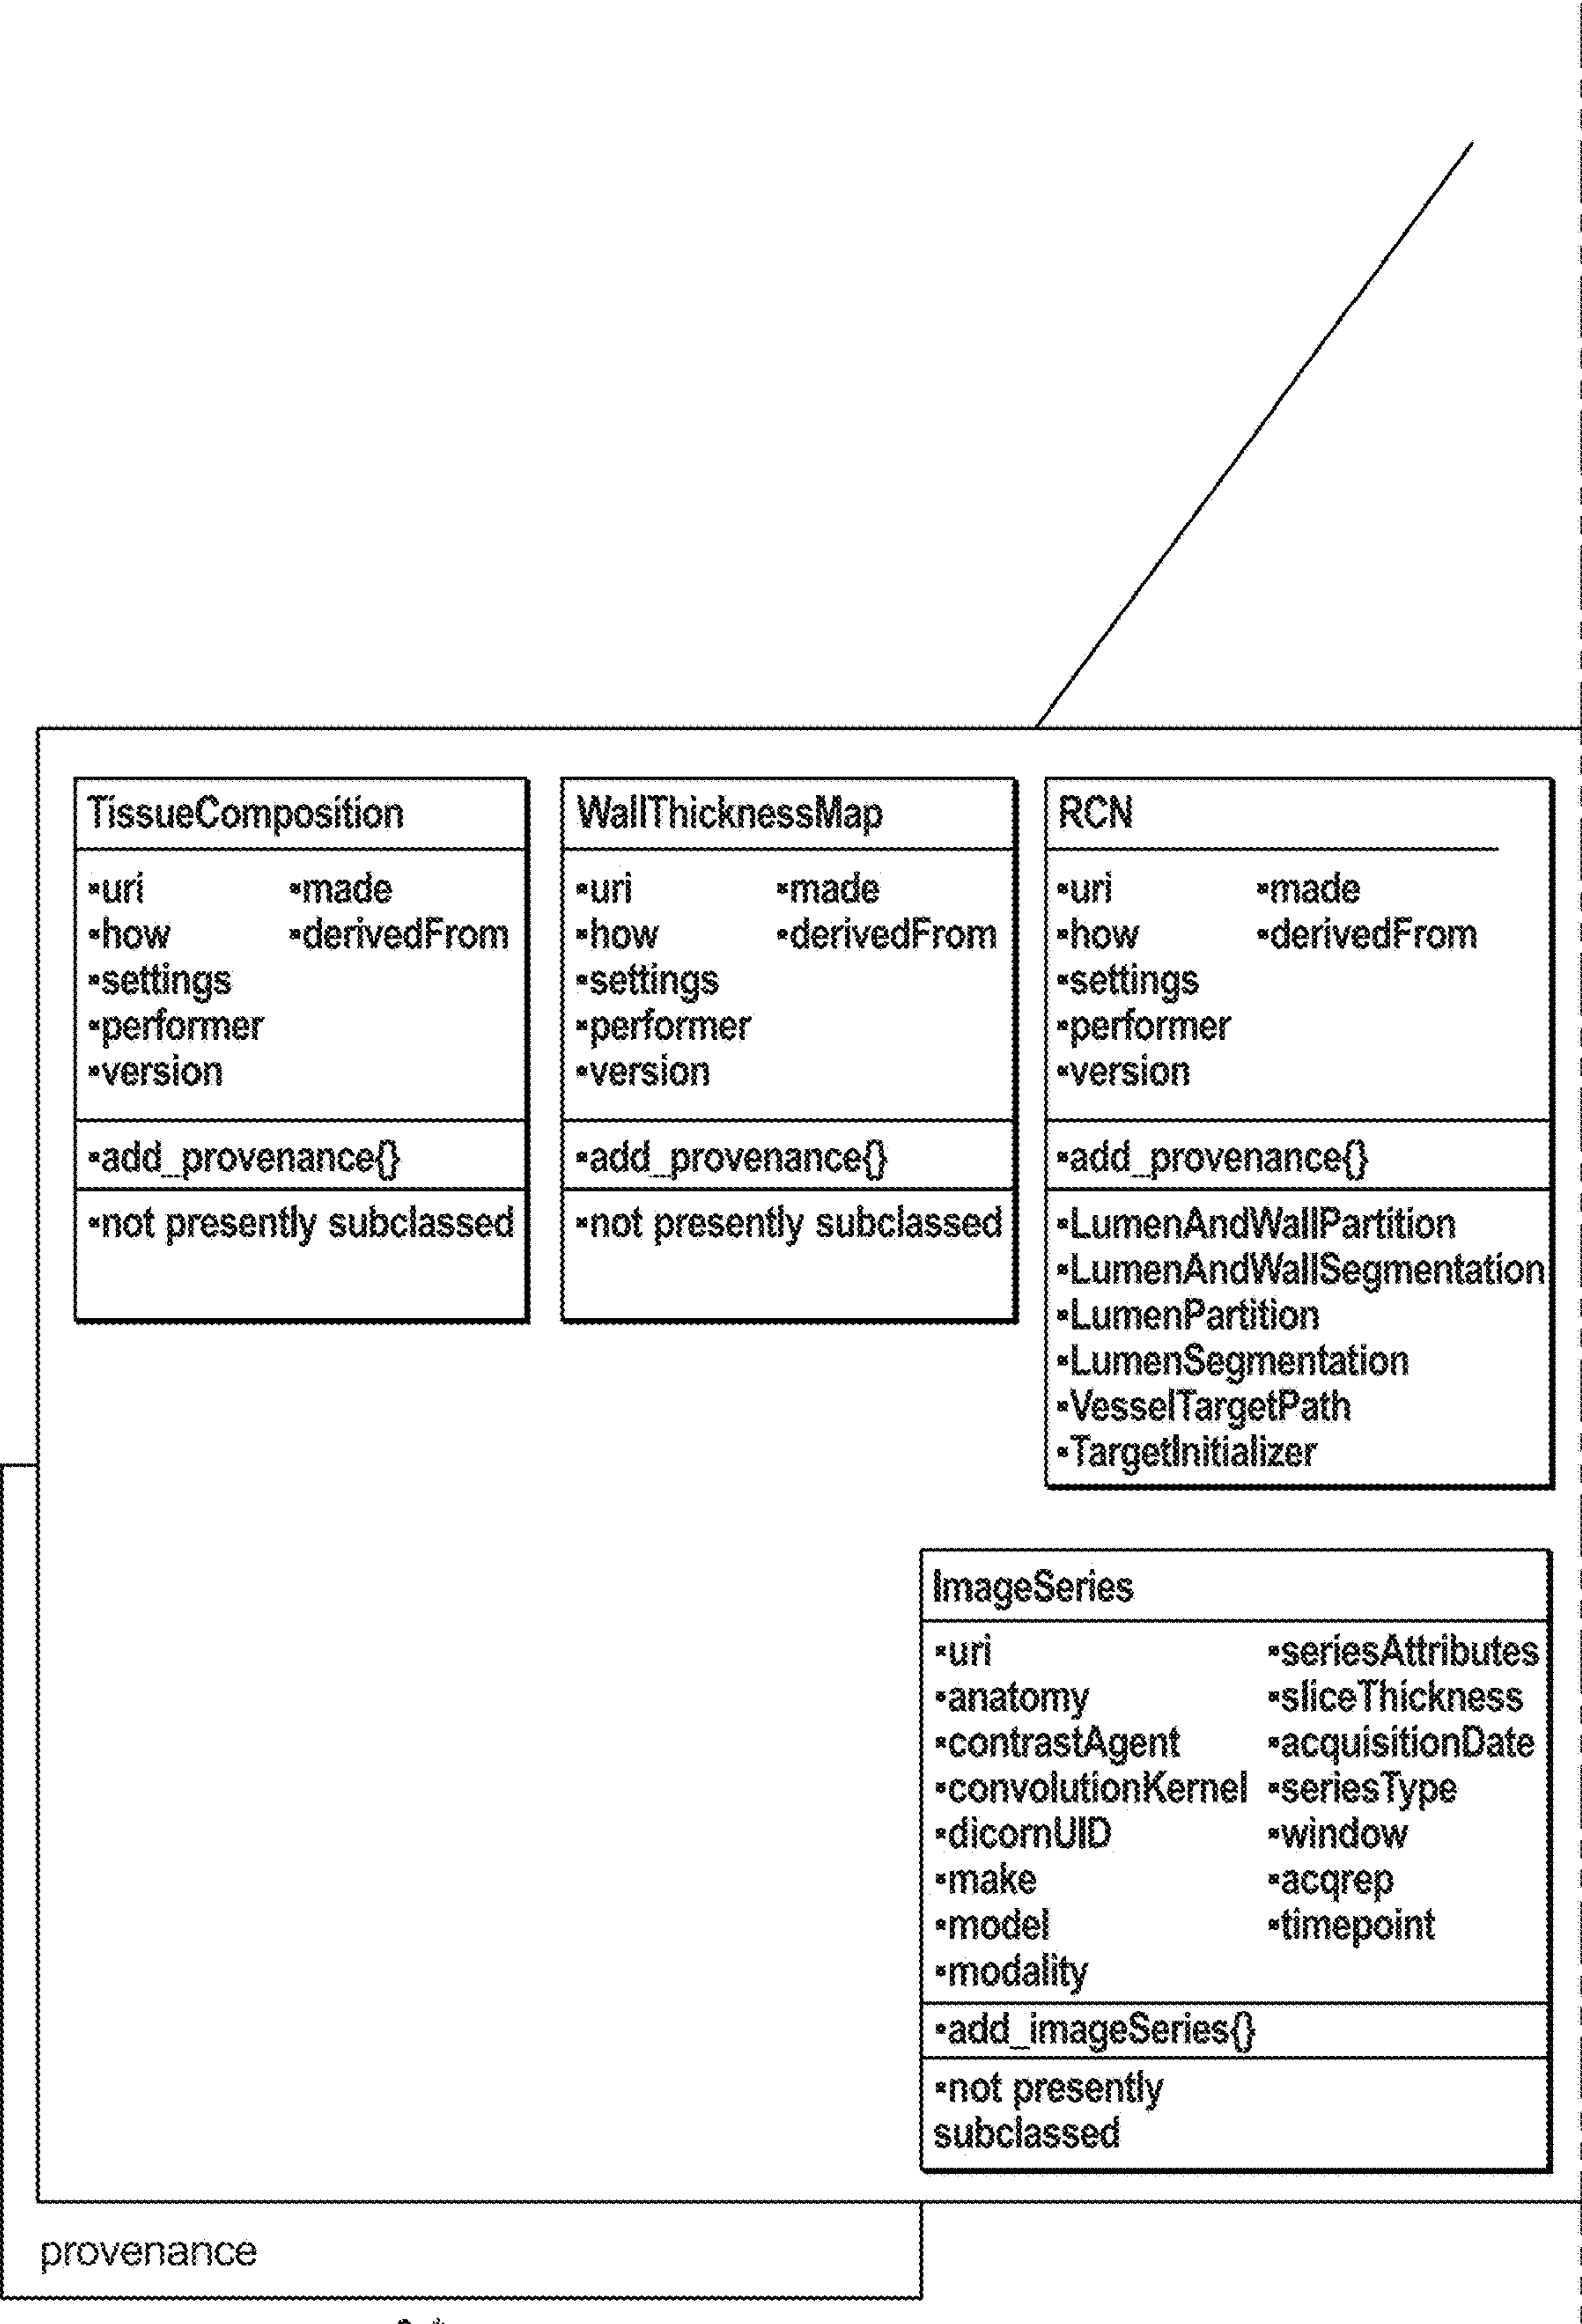 TissueComposition
▪uri ▪made
▪how ▪derivedFrom
▪settings
▪performer
▪version
▪add_provenance{}
▪not presently subclassed
WallThicknessMap
▪uri ▪made
▪how ▪derivedFrom
▪settings
▪performer
▪version
▪add_provenance{}
▪not presently subclassed
RCN
▪uri ▪made
▪how ▪derivedFrom
▪settings
▪performer
▪version
▪add_provenance{}
▪LumenAndWallPartition
▪LumenAndWallSegmentation
▪LumenPartition
▪LumenSegmentation
▪VesselTargetPath
▪TargetInitializer
ImageSeries
▪uri ▪seriesAttributes
▪anatomy ▪sliceThickness
▪contrastAgent ▪acquisitionDate
▪convolutionKernel ▪seriesType
▪dicornUID ▪window
▪make ▪acqrep
▪model ▪timepoint
▪modality
▪add_imageSeries{}
▪not presently
subclassed
provenance